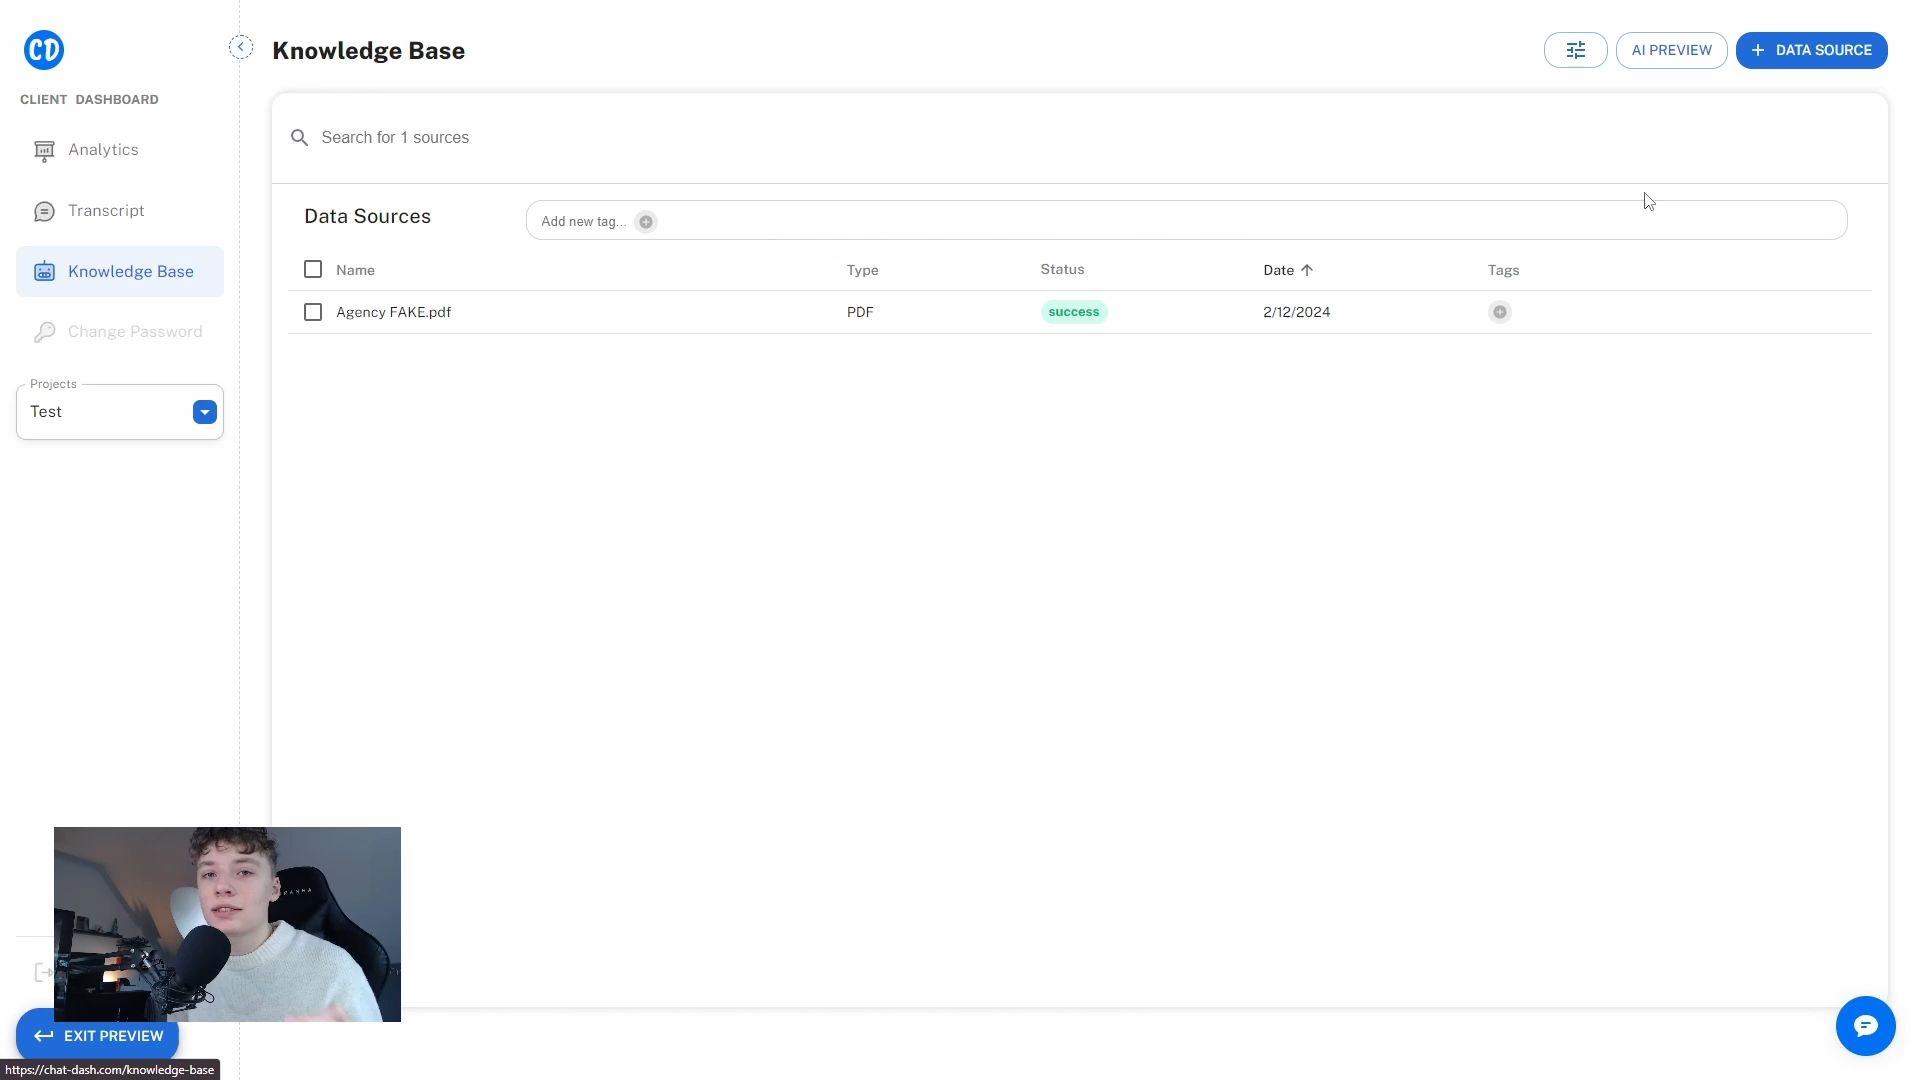 CD
Knowledge Base
AI PREVIEW
DATA SOURCE
CLIENT DASHBOARD
Analytics
Transcript
Knowledge Base
Change Password
Projects
Test
Search for 1 sources
Data Sources
Add new tag...
Name Type Status Date Tags
Agency FAKE.pdf PDF success 2/12/2024
EXIT PREVIEW
https://chat-dash.com/knowledge-base